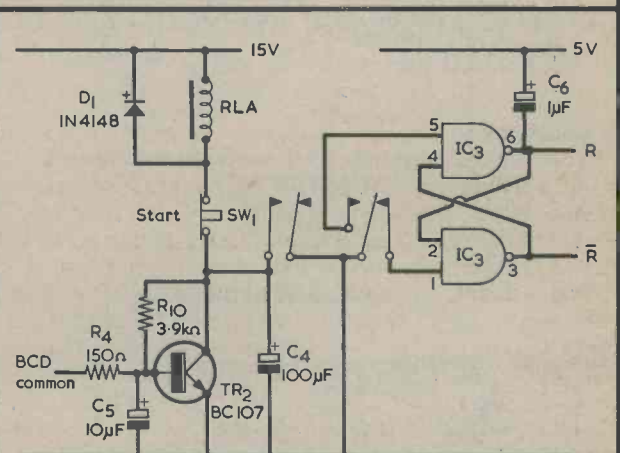 15V
5V
D1
1N4148
RLA
C6
1µF
5
4
6
IC3
R
Start
SW1
2
1
3
IC3
R̅
R10
3·9kΩ
R4
150Ω
BCD
common
C4
100µF
TR2
BC107
C5
10µF